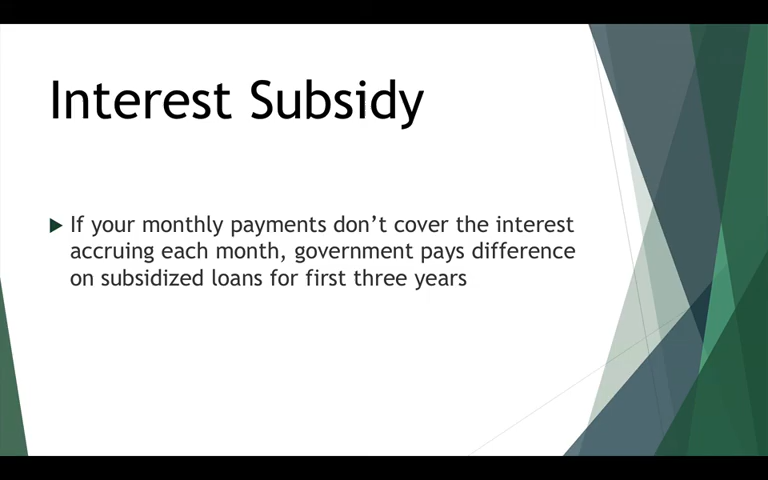 Interest Subsidy
If your monthly payments don’t cover the interest
accruing each month, government pays difference
on subsidized loans for first three years